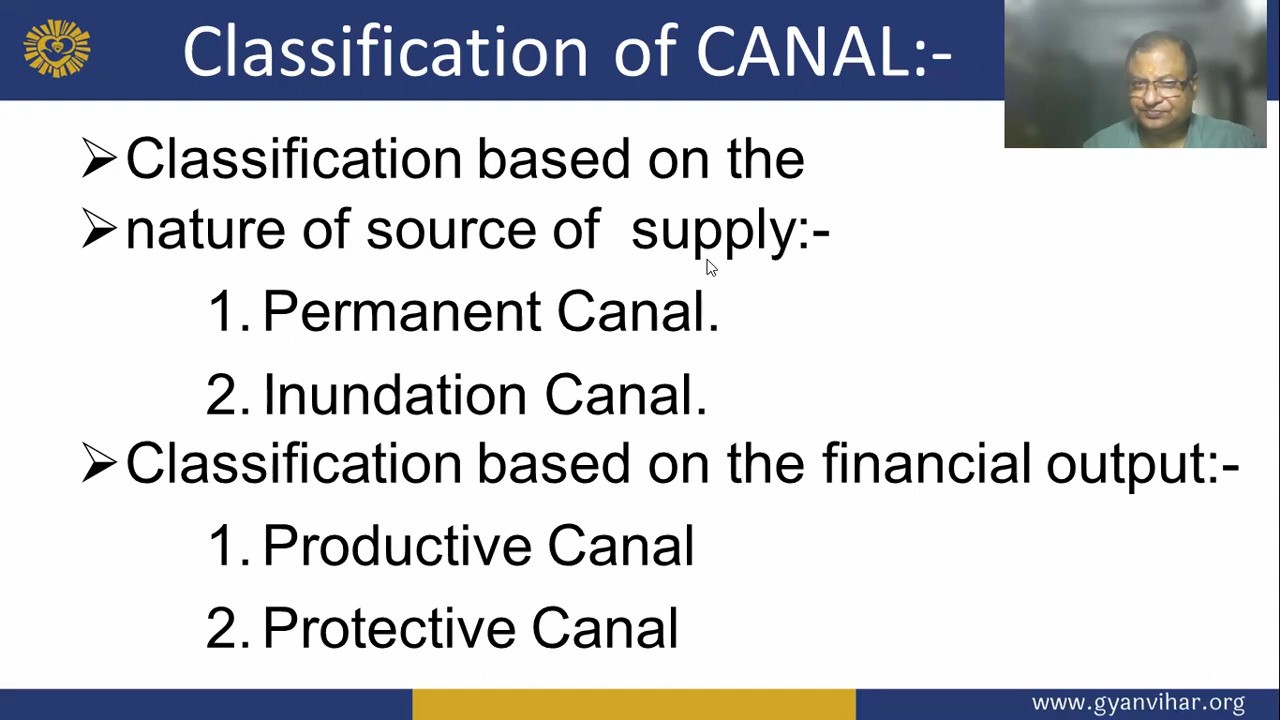 Classification of CANAL:-
➢Classification based on the
➢nature of source of supply:-
1. Permanent Canal.
2. Inundation Canal.
➢Classification based on the financial output:-
1. Productive Canal
2. Protective Canal
www.gyanvihar.org